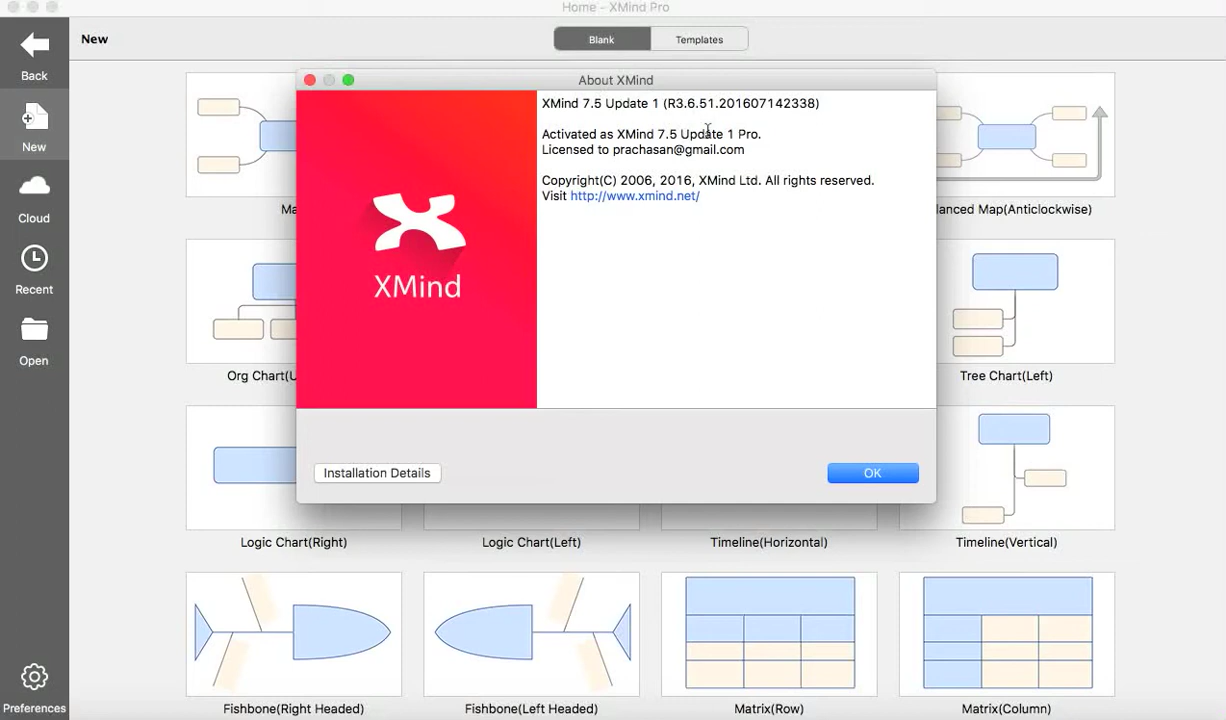 Home - XMind Pro
New
Blank
Templates
Back
New
Cloud
Recent
Open
Preferences
About XMind
XMind
XMind 7.5 Update 1 (R3.6.51.201607142338)
Activated as XMind 7.5 Update 1 Pro.
Licensed to prachasan@gmail.com
Copyright(C) 2006, 2016, XMind Ltd. All rights reserved.
Visit http://www.xmind.net/
Installation Details
OK
Map(Anticlockwise)
Org
Tree Chart(Left)
Logic Chart(Right)
Logic Chart(Left)
Timeline(Horizontal)
Timeline(Vertical)
Fishbone(Right Headed)
Fishbone(Left Headed)
Matrix(Row)
Matrix(Column)